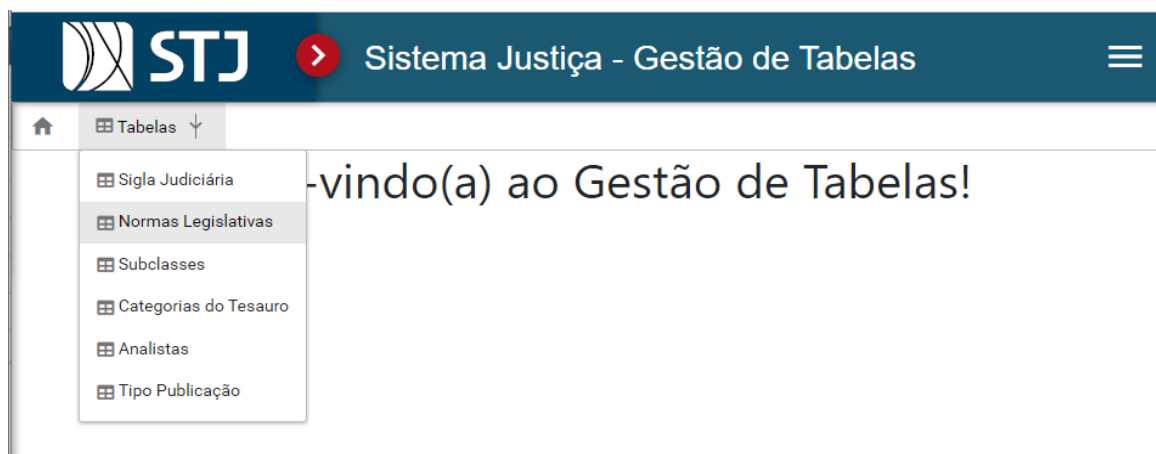 STJ
Sistema Justiça - Gestão de Tabelas
Tabelas
Sigla Judiciária
-vindo(a) ao Gestão de Tabelas!
Normas Legislativas
Subclasses
Categorias do Tesauro
Analistas
Tipo Publicação